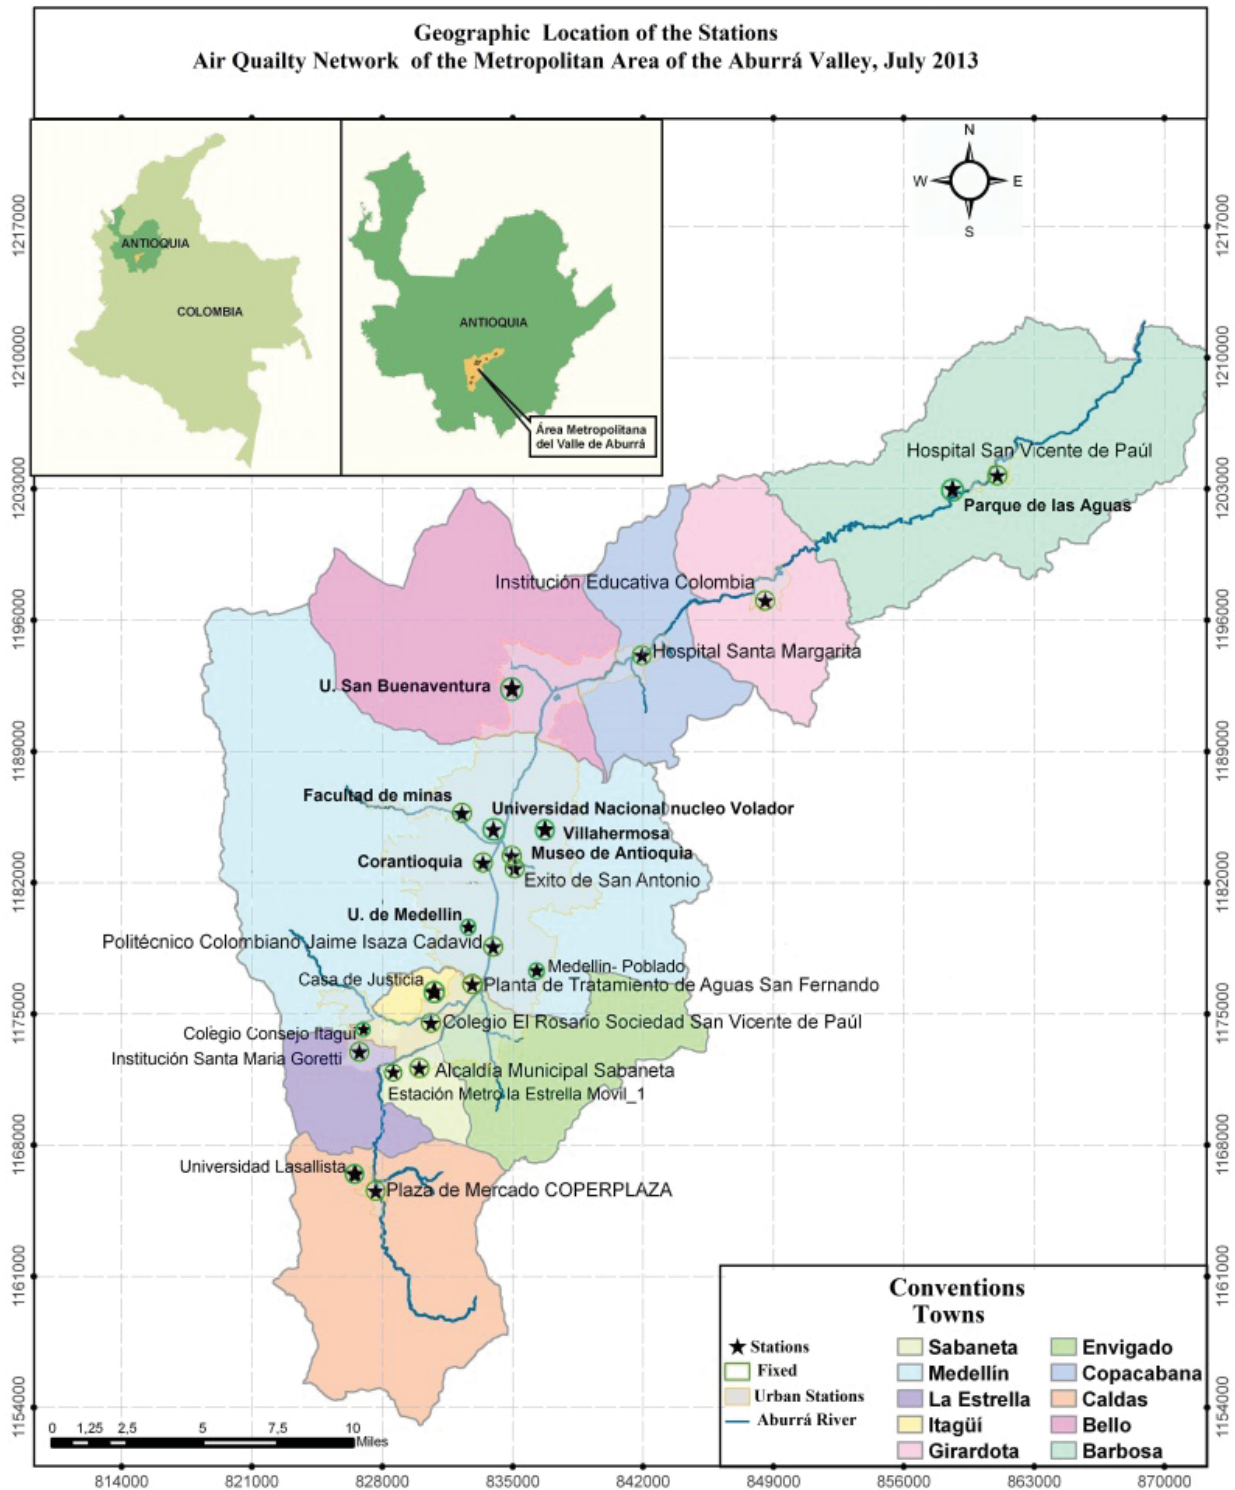 Geographic Location of the Stations
Air Quailty Network of the Metropolitan Area of the Aburrá Valley, July 2013
N
W
E
S
ANTIOQUIA
COLOMBIA
ANTIOQUIA
Área Metropolitana
del Valle de Aburrá
1217000
1217000
1210000
1210000
1203000
1203000
1196000
1196000
1189000
1189000
1182000
1182000
1175000
1175000
1168000
1168000
1161000
1161000
1154000
1154000
Hospital San Vicente de Paúl
Parque de las Aguas
Institución Educativa Colombia
Hospital Santa Margarita
U. San Buenaventura
Facultad de minas
Universidad Nacional nucleo Volador
Villahermosa
Museo de Antioquia
Corantioquia
Exito de San Antonio
U. de Medellin
Politécnico Colombiano Jaime Isaza Cadavid
Medellin- Poblado
Casa de Justicia
Planta de Tratamiento de Aguas San Fernando
Colegio El Rosario Sociedad San Vicente de Paúl
Colegio Consejo Itagui
Institución Santa Maria Goretti
Alcaldía Municipal Sabaneta
Estación Metro la Estrella Movil_1
Universidad Lasallista
Plaza de Mercado COPERPLAZA
Conventions
Towns
Stations
Fixed
Urban Stations
Aburrá River
Sabaneta
Medellín
La Estrella
Itagüí
Girardota
Envigado
Copacabana
Caldas
Bello
Barbosa
0 1,25 2,5 5 7,5 10
Miles
814000 821000 828000 835000 842000 849000 856000 863000 870000